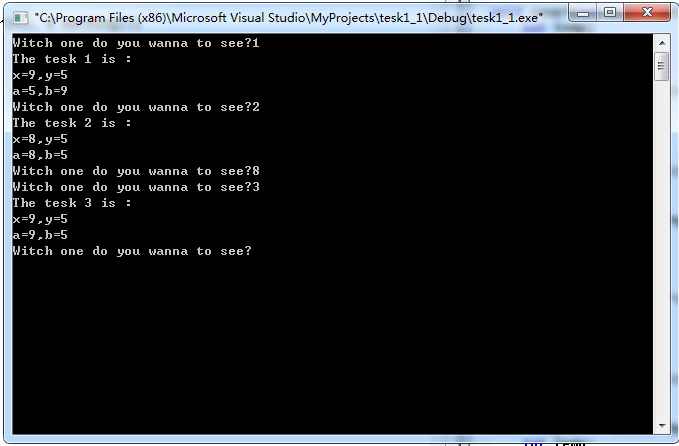 "C:\Program Files (x86)\Microsoft Visual Studio\MyProjects\tesk1_1\Debug\tesk1_1.exe"
Witch one do you wanna to see?1
The tesk 1 is :
x=9,y=5
a=5,b=9
Witch one do you wanna to see?2
The tesk 2 is :
x=8,y=5
a=8,b=5
Witch one do you wanna to see?8
Witch one do you wanna to see?3
The tesk 3 is :
x=9,y=5
a=9,b=5
Witch one do you wanna to see?